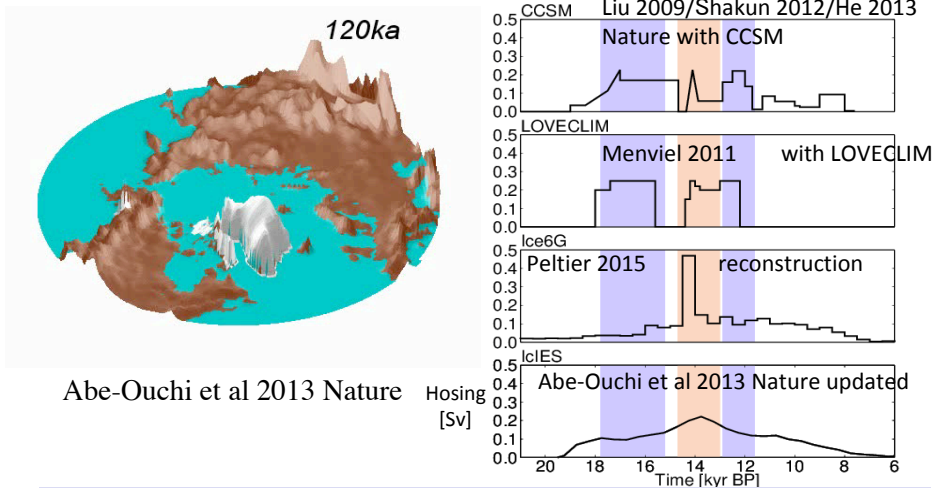 120ka
Abe-Ouchi et al 2013 Nature
Hosing
[Sv]
CCSM Liu 2009/Shakun 2012/He 2013
0.5
Nature with CCSM
0.4
0.3
0.2
0.1
0.0
LOVECLIM
0.5
Menviel 2011 with LOVECLIM
0.4
0.3
0.2
0.1
0.0
Ice6G
0.5
Peltier 2015 reconstruction
0.4
0.3
0.2
0.1
0.0
IcIES
0.5
Abe-Ouchi et al 2013 Nature updated
0.4
0.3
0.2
0.1
0.0
20 18 16 14 12 10 8 6
Time [kyr BP]